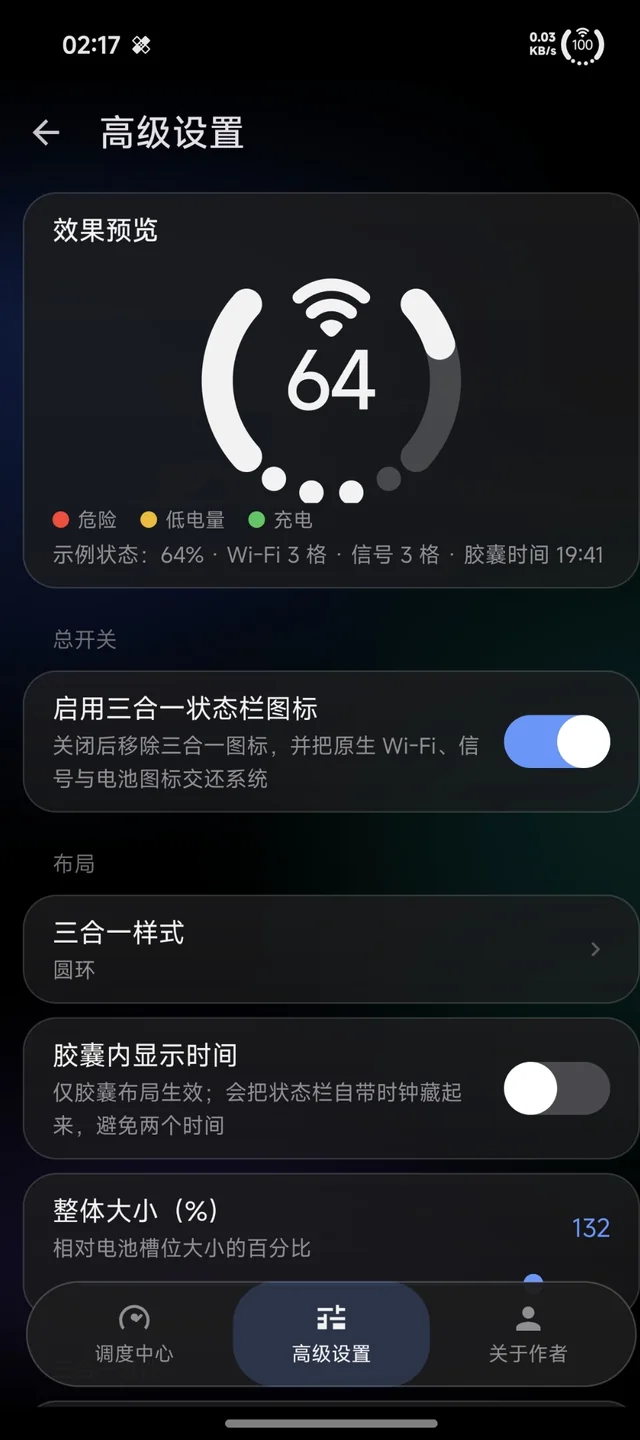 02:17
0.03
KB/s
100
高级设置
效果预览
64
危险 低电量 充电
示例状态：64% · Wi-Fi 3 格 · 信号 3 格 · 胶囊时间 19:41
总开关
启用三合一状态栏图标
关闭后移除三合一图标，并把原生 Wi-Fi、信
号与电池图标交还系统
布局
三合一样式
圆环
胶囊内显示时间
仅胶囊布局生效；会把状态栏自带时钟藏起
来，避免两个时间
整体大小（%）
132
相对电池槽位大小的百分比
调度中心 高级设置 关于作者